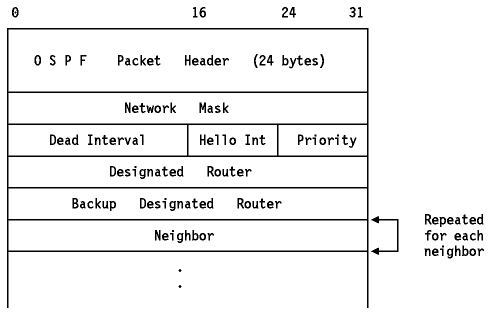 0 16 24 31
O S P F Packet Header (24 bytes)
Network Mask
Dead Interval Hello Int Priority
Designated Router
Backup Designated Router
Neighbor
Repeated
for each
neighbor